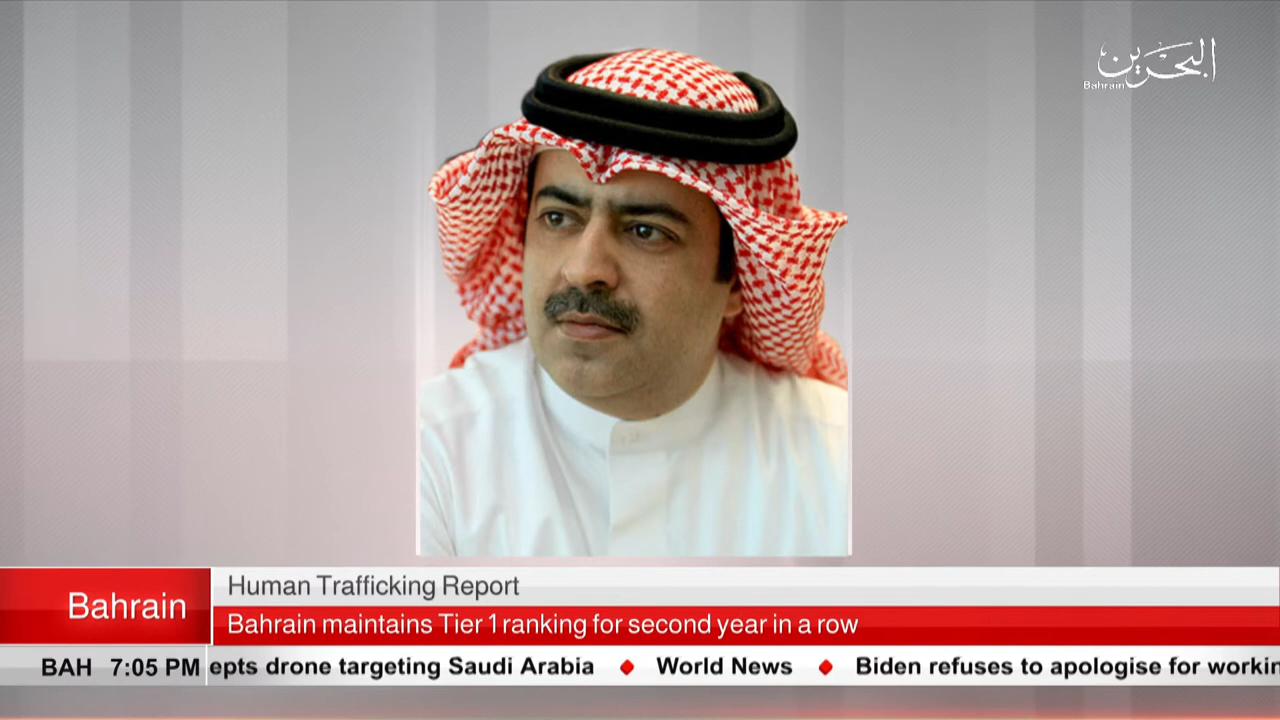 البحرين
Bahrain
Human Trafficking Report
Bahrain
Bahrain maintains Tier 1 ranking for second year in a row
BAH 7:05 PM epts drone targeting Saudi Arabia ♦ World News ♦ Biden refuses to apologise for workin